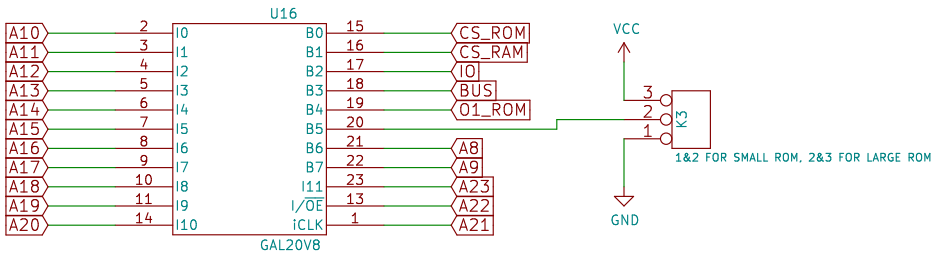 U16
A10 2 I0 B0 15 CS_ROM
A11 3 I1 B1 16 CS_RAM
A12 4 I2 B2 17 IO
A13 5 I3 B3 18 BUS
A14 6 I4 B4 19 01_ROM
A15 7 I5 B5 20
A16 8 I6 B6 21 A8
A17 9 I7 B7 22 A9
A18 10 I8 I11 23 A23
A19 11 I9 I/OE 13 A22
A20 14 I10 iCLK 1 A21
GAL20V8
VCC
3
2
1
K3
1&2 FOR SMALL ROM, 2&3 FOR LARGE ROM
GND